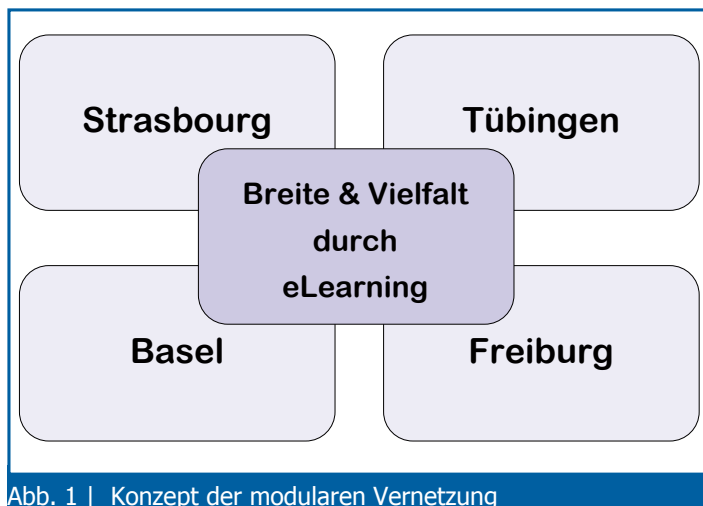 Strasbourg
Tübingen
Breite & Vielfalt
durch
eLearning
Basel
Freiburg
Abb. 1 | Konzept der modularen Vernetzung